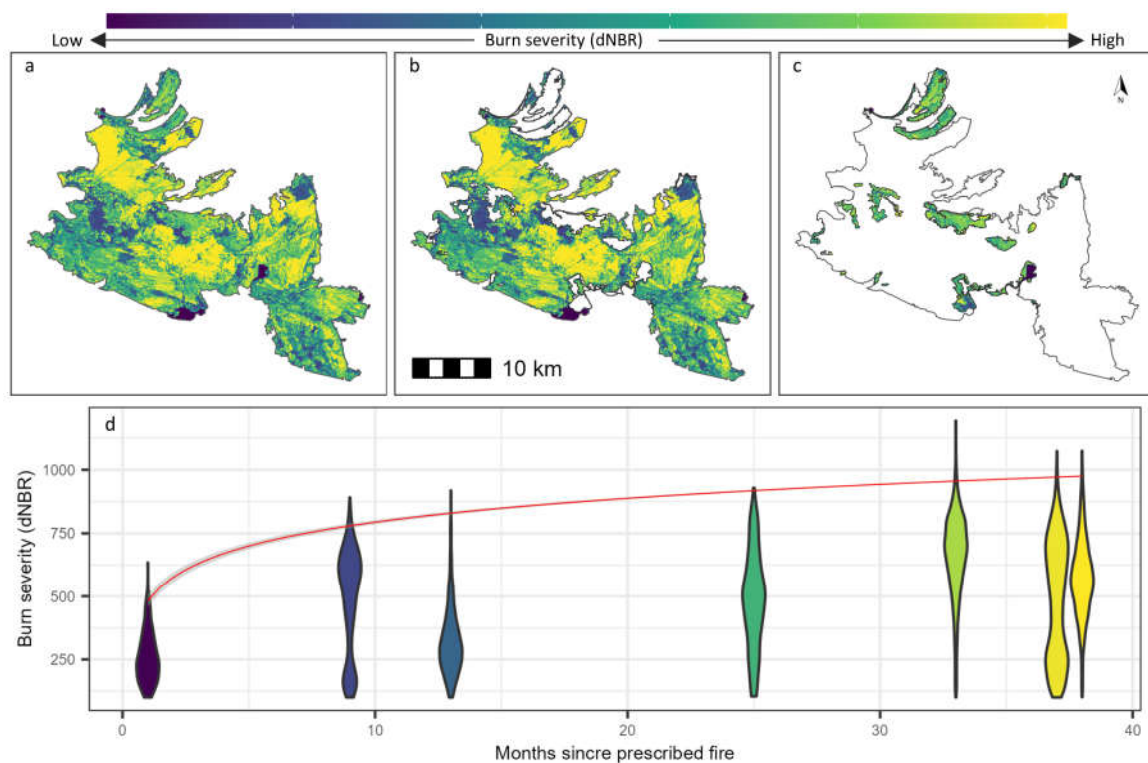 Low Burn severity (dNBR) High
a b c
N
10 km
d
Burn severity (dNBR)
1000
750
500
250
0 10 20 30 40
Months sincre prescribed fire